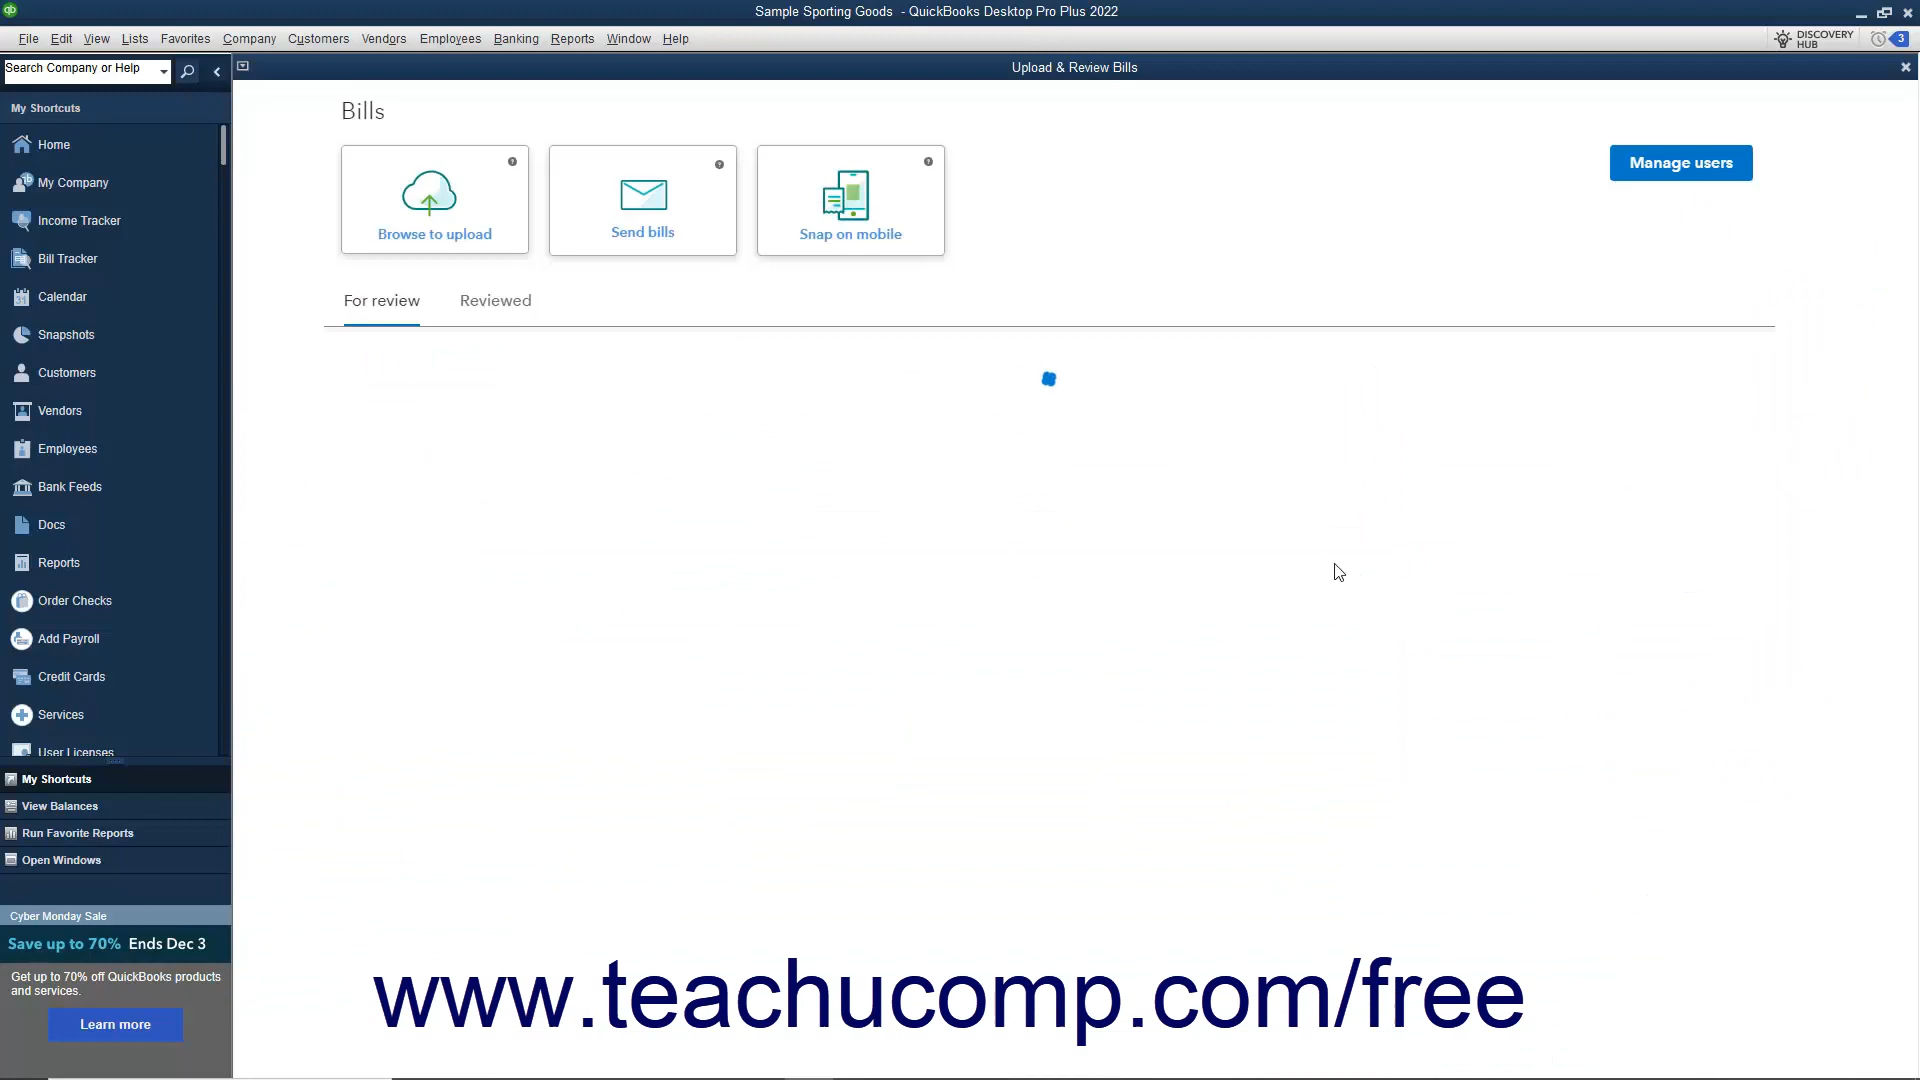 Sample Sporting Goods - QuickBooks Desktop Pro Plus 2022
File Edit View Lists Favorites Company Customers Vendors Employees Banking Reports Window Help
DISCOVERY HUB
3
Search Company or Help
Upload & Review Bills
My Shortcuts
Home
My Company
Income Tracker
Bill Tracker
Calendar
Snapshots
Customers
Vendors
Employees
Bank Feeds
Docs
Reports
Order Checks
Add Payroll
Credit Cards
Services
User Licenses
My Shortcuts
View Balances
Run Favorite Reports
Open Windows
Cyber Monday Sale
Save up to 70% Ends Dec 3
Get up to 70% off QuickBooks products
and services.
Learn more
Bills
Browse to upload
Send bills
Snap on mobile
Manage users
For review
Reviewed
www.teachucomp.com/free